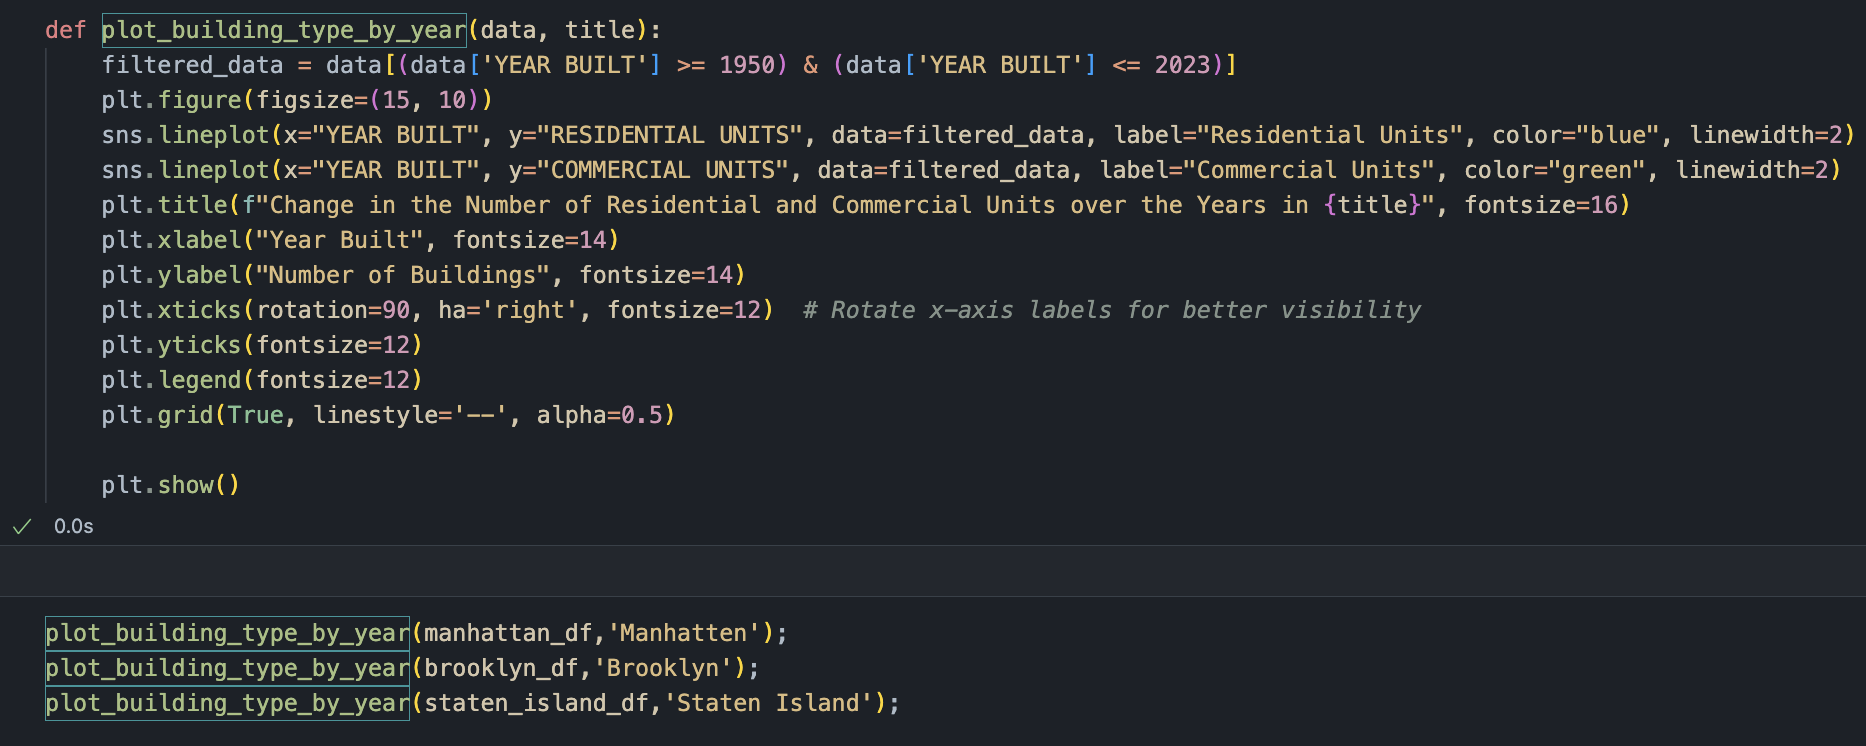 def plot_building_type_by_year(data, title):
    filtered_data = data[(data['YEAR BUILT'] >= 1950) & (data['YEAR BUILT'] <= 2023)]
    plt.figure(figsize=(15, 10))
    sns.lineplot(x="YEAR BUILT", y="RESIDENTIAL UNITS", data=filtered_data, label="Residential Units", color="blue", linewidth=2)
    sns.lineplot(x="YEAR BUILT", y="COMMERCIAL UNITS", data=filtered_data, label="Commercial Units", color="green", linewidth=2)
    plt.title(f"Change in the Number of Residential and Commercial Units over the Years in {title}", fontsize=16)
    plt.xlabel("Year Built", fontsize=14)
    plt.ylabel("Number of Buildings", fontsize=14)
    plt.xticks(rotation=90, ha='right', fontsize=12)  # Rotate x-axis labels for better visibility
    plt.yticks(fontsize=12)
    plt.legend(fontsize=12)
    plt.grid(True, linestyle='--', alpha=0.5)
    plt.show()
✓ 0.0s
plot_building_type_by_year(manhattan_df,'Manhatten');
plot_building_type_by_year(brooklyn_df,'Brooklyn');
plot_building_type_by_year(staten_island_df,'Staten Island');